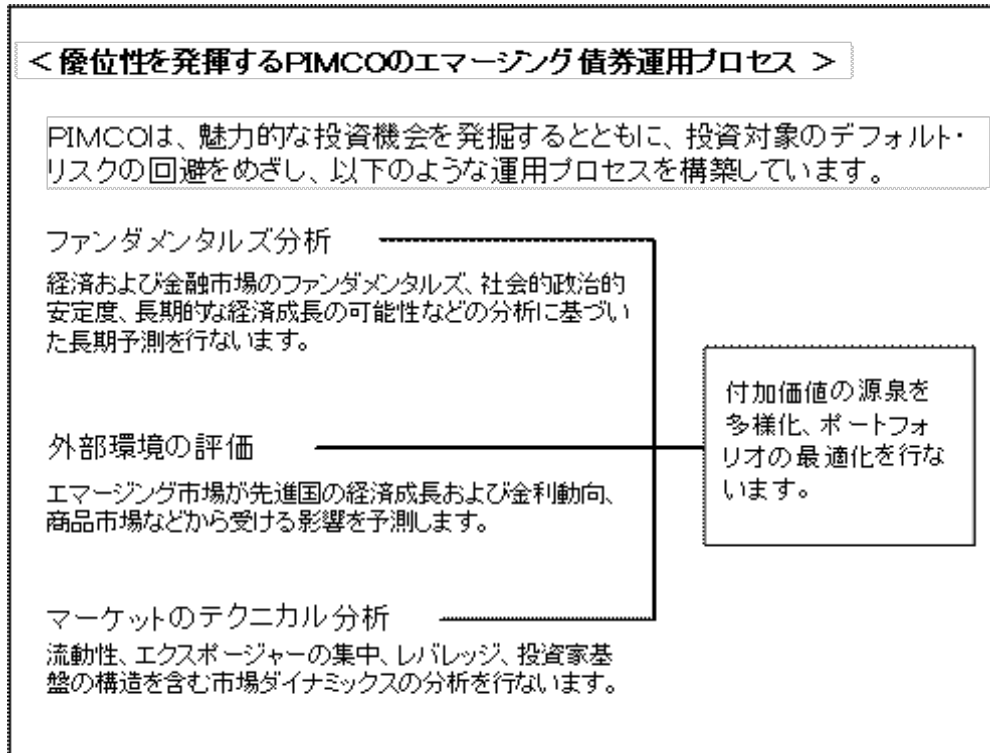 ＜優位性を発揮するPIMCOのエマージング債券運用プロセス ＞
PIMCOは、魅力的な投資機会を発掘するとともに、投資対象のデフォルト・
リスクの回避をめざし、以下のような運用プロセスを構築しています。
ファンダメンタルズ分析
経済および金融市場のファンダメンタルズ、社会的政治的
安定度、長期的な経済成長の可能性などの分析に基づい
た長期予測を行ないます。
外部環境の評価
エマージング市場が先進国の経済成長および金利動向、
商品市場などから受ける影響を予測します。
マーケットのテクニカル分析
流動性、エクスポージャーの集中、レバレッジ、投資家基
盤の構造を含む市場ダイナミックスの分析を行ないます。
付加価値の源泉を
多様化、ポートフォ
リオの最適化を行な
います。